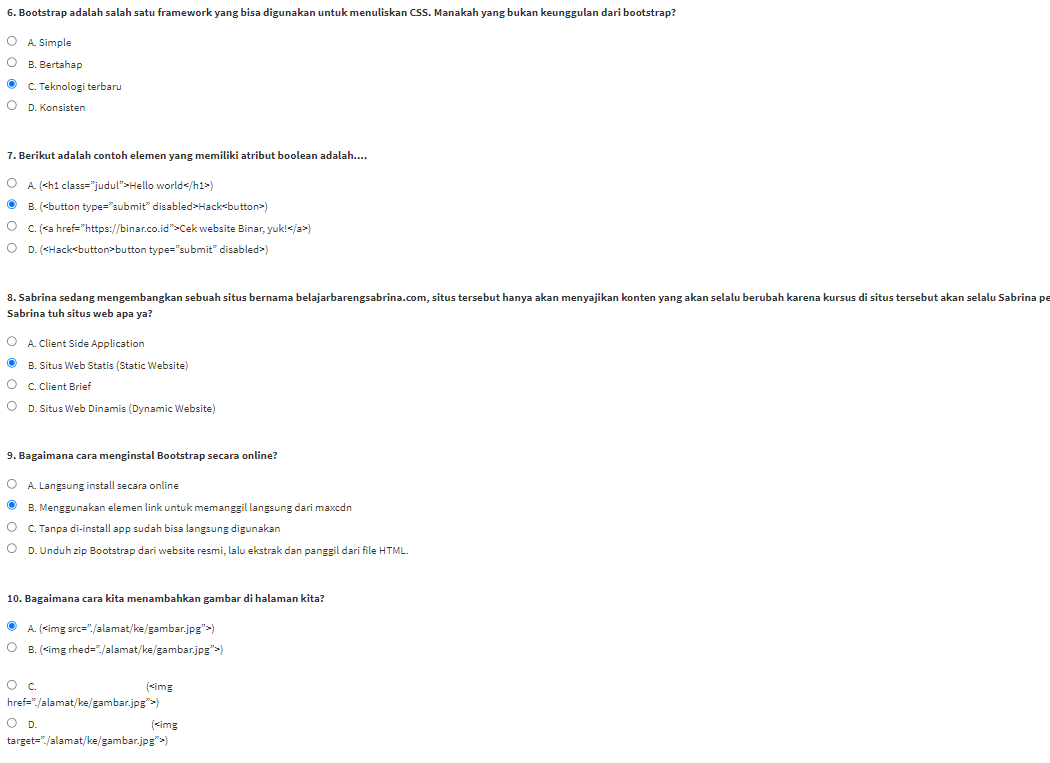 6. Bootstrap adalah salah satu framework yang bisa digunakan untuk menuliskan CSS. Manakah yang bukan keunggulan dari bootstrap?
A. Simple
B. Bertahap
C. Teknologi terbaru
D. Konsisten
7. Berikut adalah contoh elemen yang memiliki atribut boolean adalah....
A. (<h1 class="judul">Hello world</h1>)
B. (<button type="submit" disabled>Hack<button>)
C. (<a href="https://binar.co.id">Cek website Binar, yuk!</a>)
D. (<Hack<button>button type="submit" disabled>)
8. Sabrina sedang mengembangkan sebuah situs bernama belajarbarengsabrina.com, situs tersebut hanya akan menyajikan konten yang akan selalu berubah karena kursus di situs tersebut akan selalu Sabrina pe
Sabrina tuh situs web apa ya?
A. Client Side Application
B. Situs Web Statis (Static Website)
C. Client Brief
D. Situs Web Dinamis (Dynamic Website)
9. Bagaimana cara menginstal Bootstrap secara online?
A. Langsung install secara online
B. Menggunakan elemen link untuk memanggil langsung dari maxcdn
C. Tanpa di-install app sudah bisa langsung digunakan
D. Unduh zip Bootstrap dari website resmi, lalu ekstrak dan panggil dari file HTML.
10. Bagaimana cara kita menambahkan gambar di halaman kita?
A. (<img src="./alamat/ke/gambar.jpg">)
B. (<img rhed="./alamat/ke/gambar.jpg">)
C. (<img
href="./alamat/ke/gambar.jpg">)
D. (<img
target="./alamat/ke/gambar.jpg">)